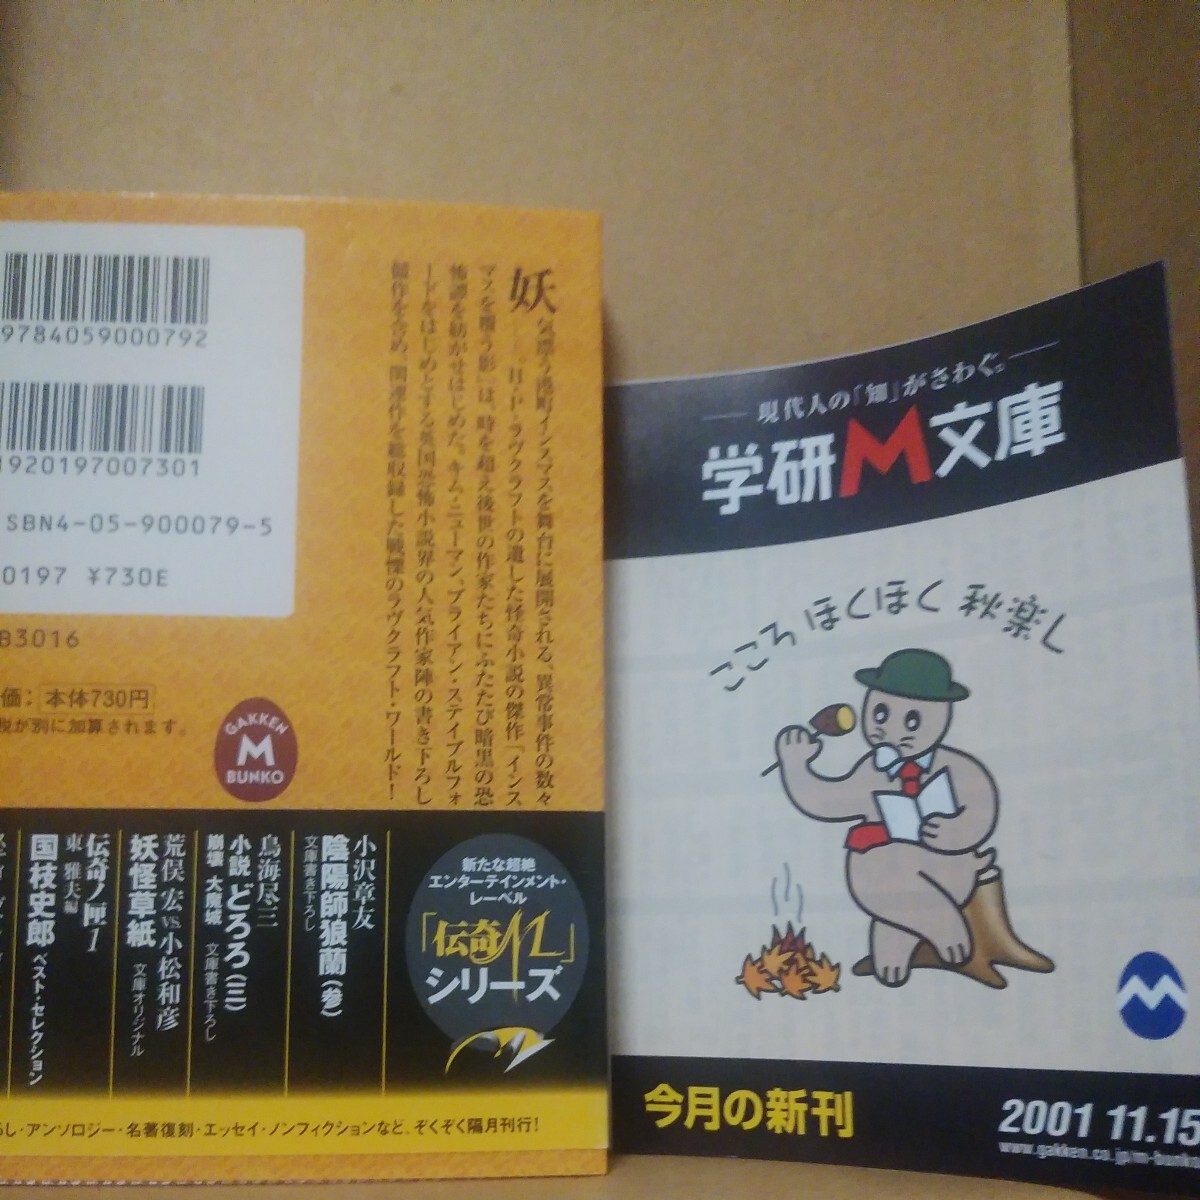 9784059000792
1920197007301
SBN4-05-900079-5
0197 ¥730E
B3016
価: 本体730円
税が別に加算されます。
GAKKEN
M
BUNKO
妖気漂う港町インスマスを舞台に展開される、異常事件の数々
――。H・P・ラヴクラフトの遺した怪奇小説の傑作「インス
マスを覆う影」は、時を超え後世の作家たちにふたたび暗黒の恐
怖譚を紡がせはじめた。キム・ニューマン、ブライアン・ステイブルフォ
ードをはじめとする英国恐怖小説界の人気作家陣の書き下ろし
競作を含め、関連作を総収録した戦慄のラヴクラフト・ワールド!
新たな超絶
エンターテインメント・
レーベル
「伝奇M」
シリーズ
小沢章友
陰陽師狼蘭(参)
文庫書き下ろし
鳥海尽三
小説 どろろ(三)
崩壊 大魔城 文庫書き下ろし
荒俣 宏 vs 小松和彦
妖怪草紙 文庫オリジナル
伝奇ノ匣1
東 雅夫編
国枝史郎 ベスト・セレクション
ろし・アンソロジー・名著復刻・エッセイ・ノンフィクションなど、ぞくぞく隔月刊行!
現代人の「知」がさわぐ。
学研M文庫
こころ ほくほく 秋楽し
今月の新刊
2001 11.15
www.gakken.co.jp/m-bunko